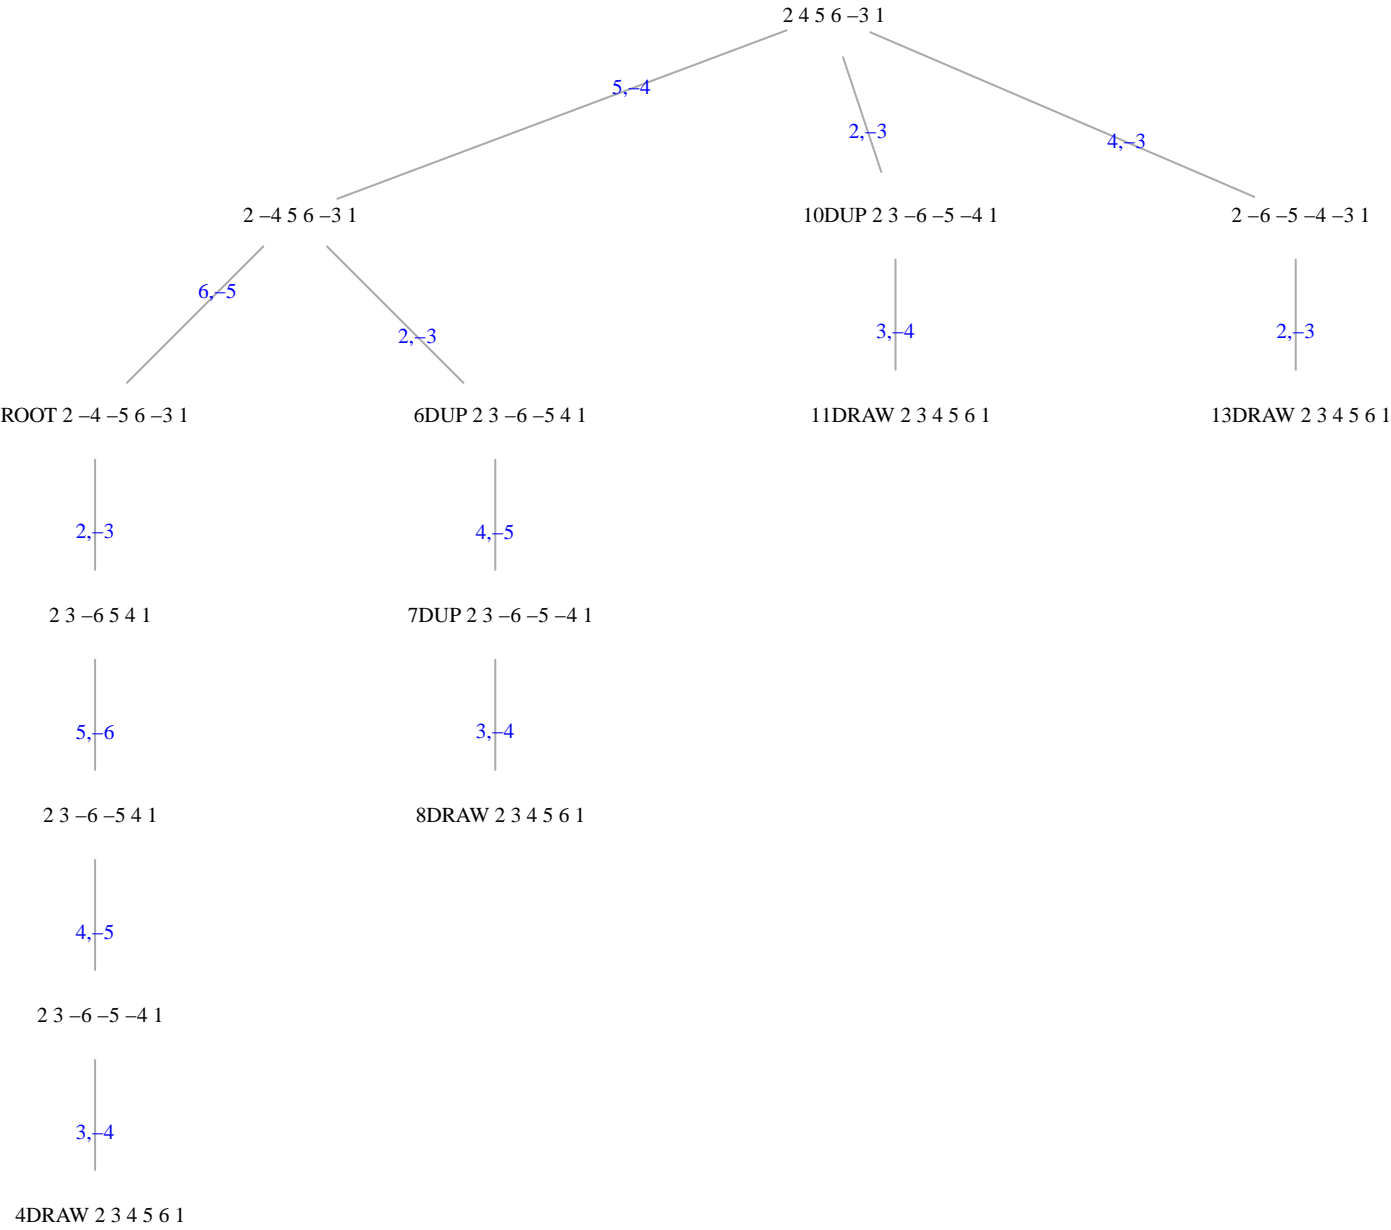 2 4 5 6 –3 1
5,–4
2,–3
4,–3
2 –4 5 6 –3 1
10DUP 2 3 –6 –5 –4 1
2 –6 –5 –4 –3 1
6,–5
2,–3
3,–4
2,–3
ROOT 2 –4 –5 6 –3 1
6DUP 2 3 –6 –5 4 1
11DRAW 2 3 4 5 6 1
13DRAW 2 3 4 5 6 1
2,–3
4,–5
2 3 –6 5 4 1
7DUP 2 3 –6 –5 –4 1
5,–6
3,–4
2 3 –6 –5 4 1
8DRAW 2 3 4 5 6 1
4,–5
2 3 –6 –5 –4 1
3,–4
4DRAW 2 3 4 5 6 1